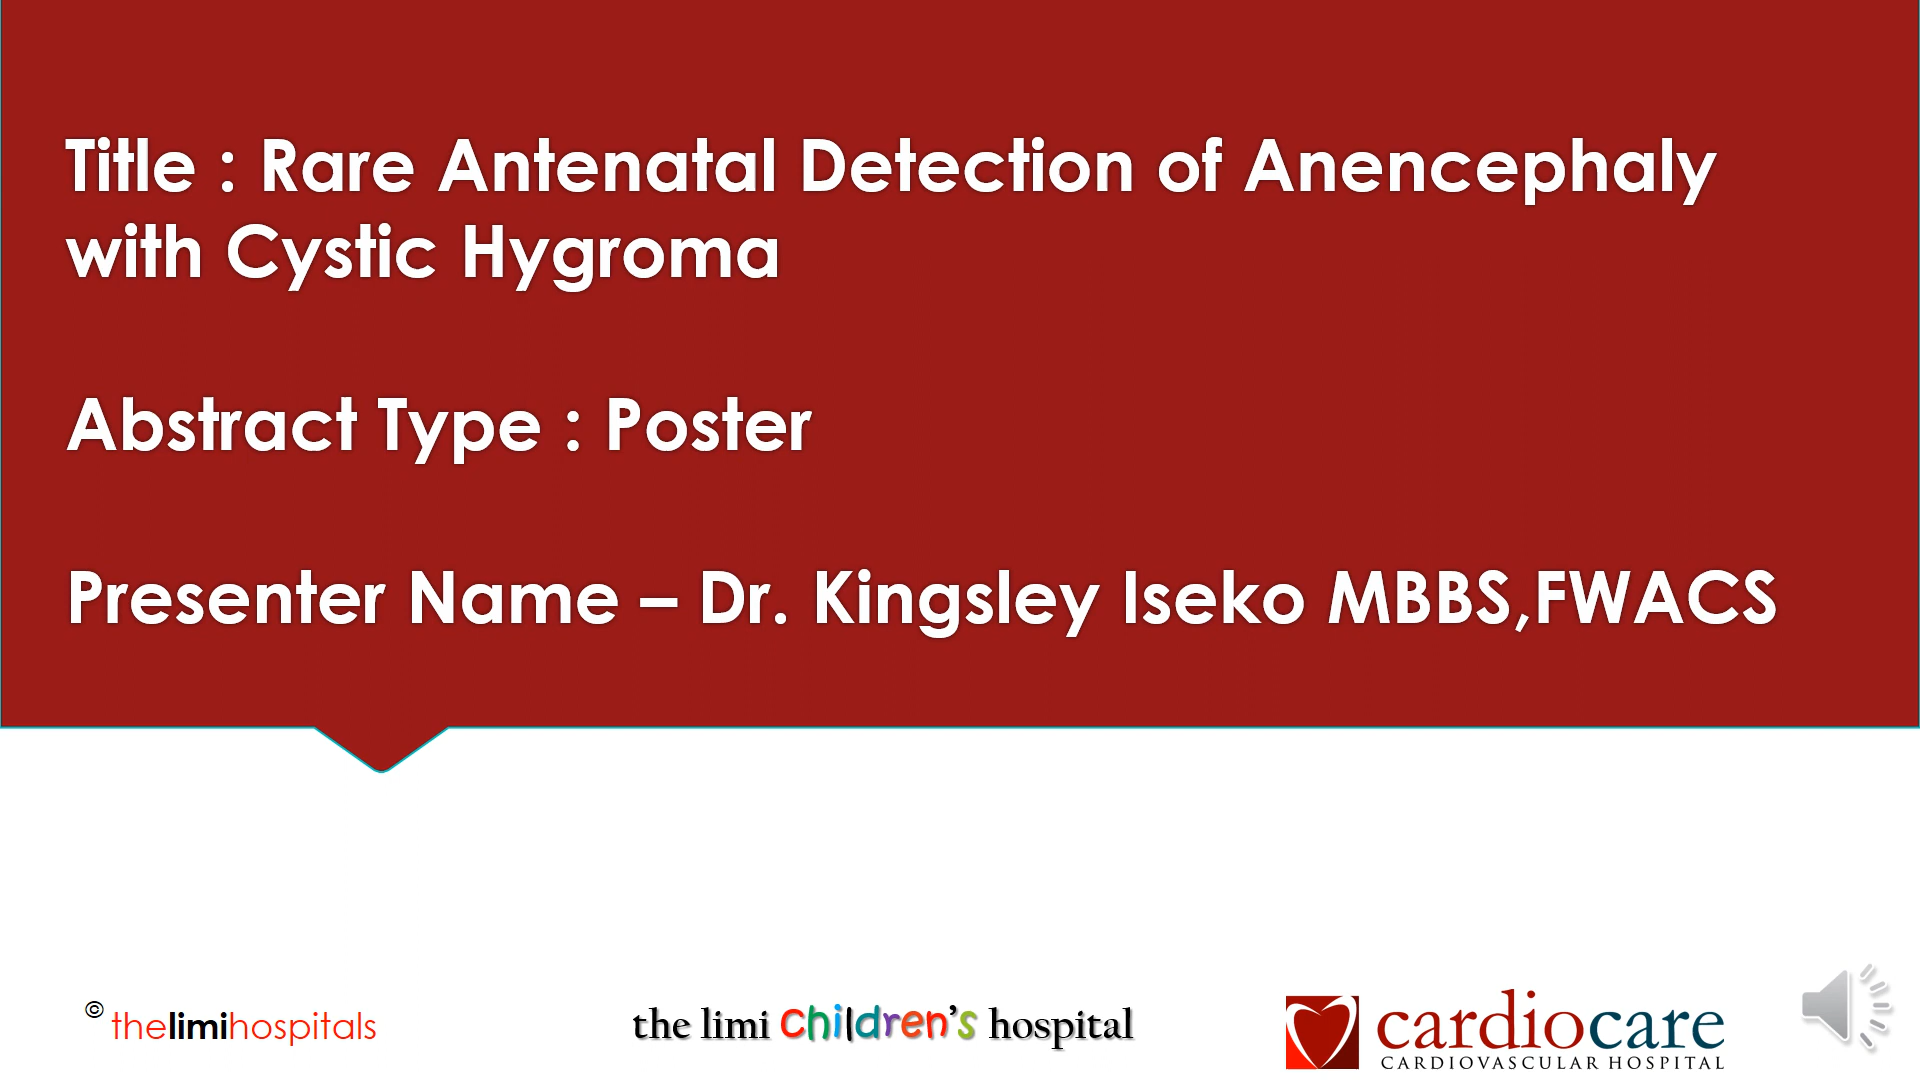 Title : Rare Antenatal Detection of Anencephaly
with Cystic Hygroma
Abstract Type : Poster
Presenter Name – Dr. Kingsley Iseko MBBS,FWACS
© thelimihospitals
the limi children's hospital
cardiocare
CARDIOVASCULAR HOSPITAL